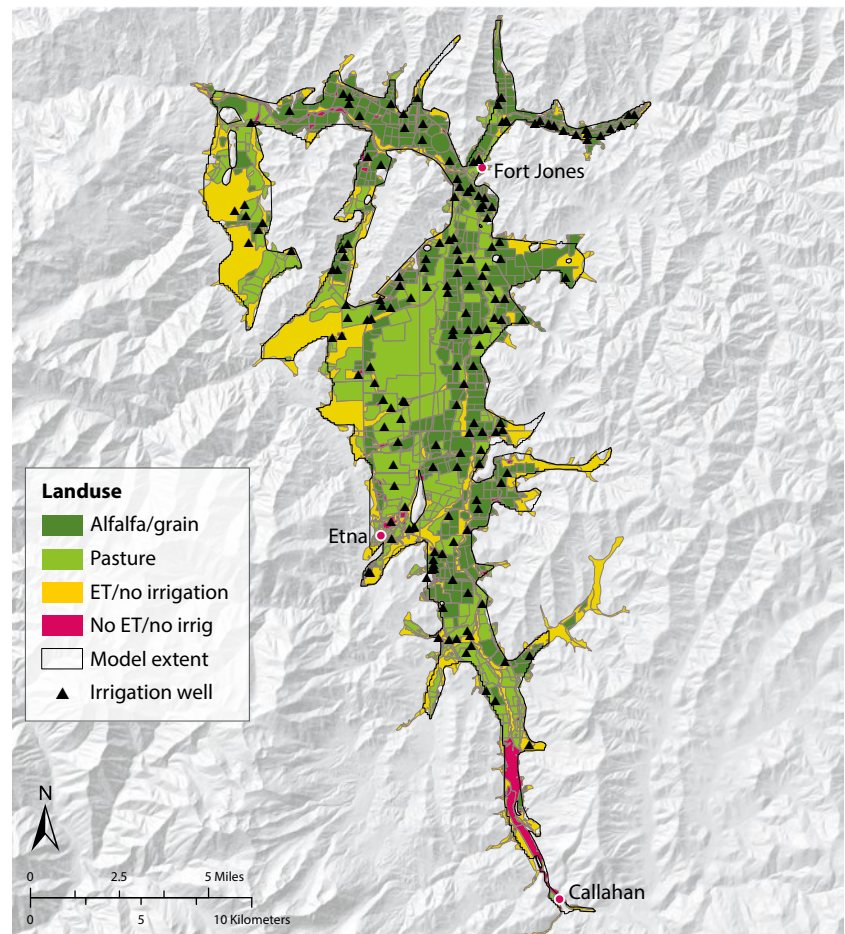 Fort Jones
Landuse
Alfalfa/grain
Pasture
Etna
ET/no irrigation
No ET/no irrig
Model extent
Irrigation well
N
0 2.5 5 Miles
0 5 10 Kilometers
Callahan